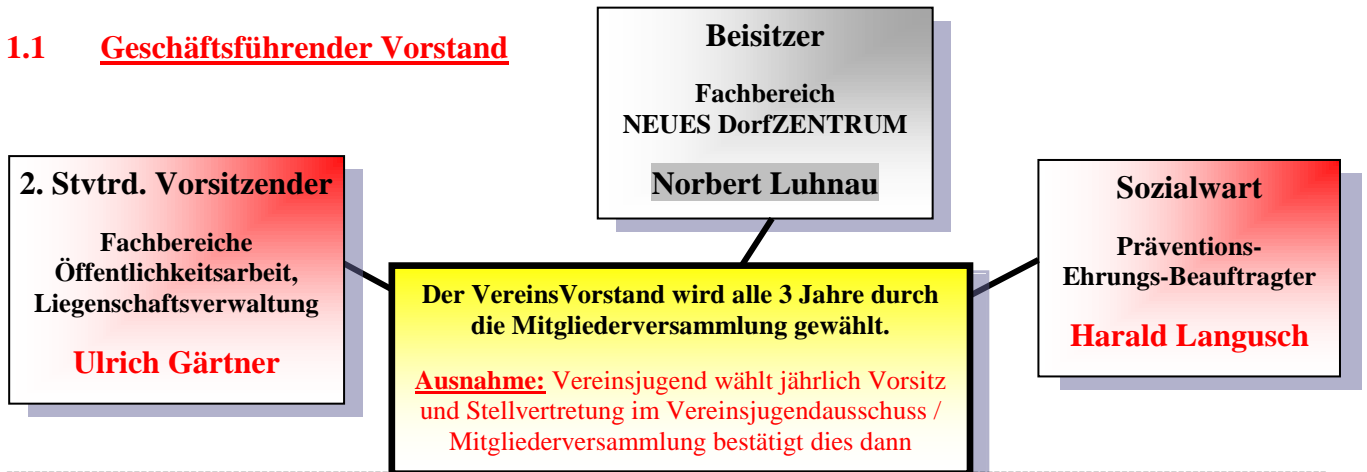 1.1 Geschäftsführender Vorstand
Beisitzer
Fachbereich
NEUES DorfZENTRUM
Norbert Luhnau
2. Stvtrd. Vorsitzender
Fachbereiche
Öffentlichkeitsarbeit,
Liegenschaftsverwaltung
Ulrich Gärtner
Sozialwart
Präventions-
Ehrungs-Beauftragter
Harald Langusch
Der VereinsVorstand wird alle 3 Jahre durch
die Mitgliederversammlung gewählt.
Ausnahme: Vereinsjugend wählt jährlich Vorsitz
und Stellvertretung im Vereinsjugendausschuss /
Mitgliederversammlung bestätigt dies dann